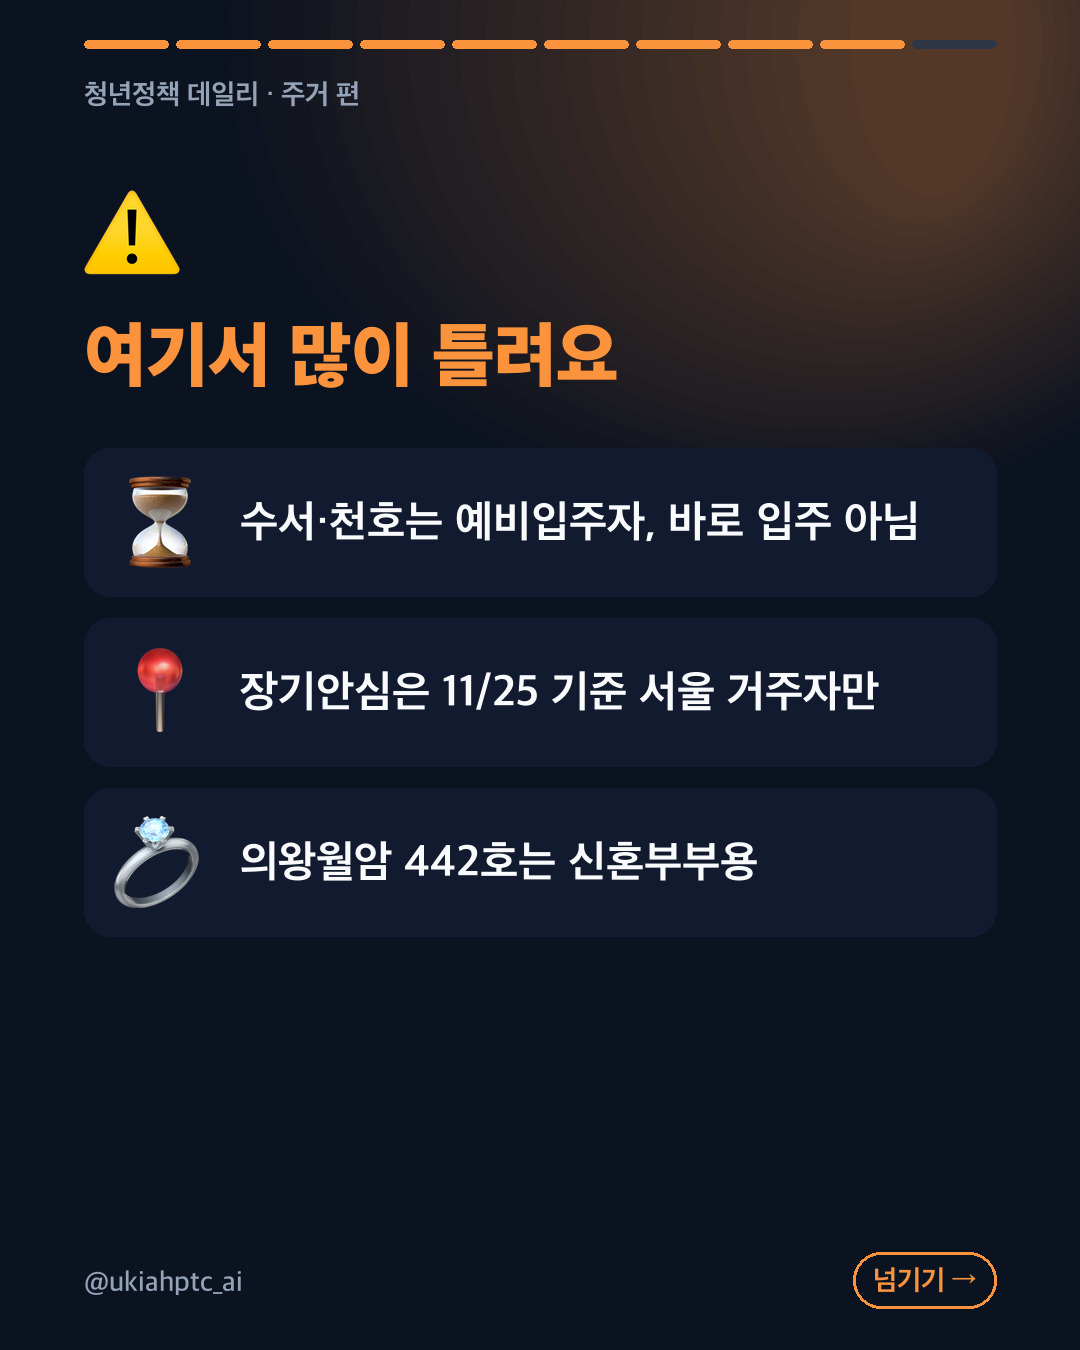 청년정책 데일리 · 주거 편
여기서 많이 틀려요
수서·천호는 예비입주자, 바로 입주 아님
장기안심은 11/25 기준 서울 거주자만
의왕월암 442호는 신혼부부용
@ukiahptc_ai
넘기기 →